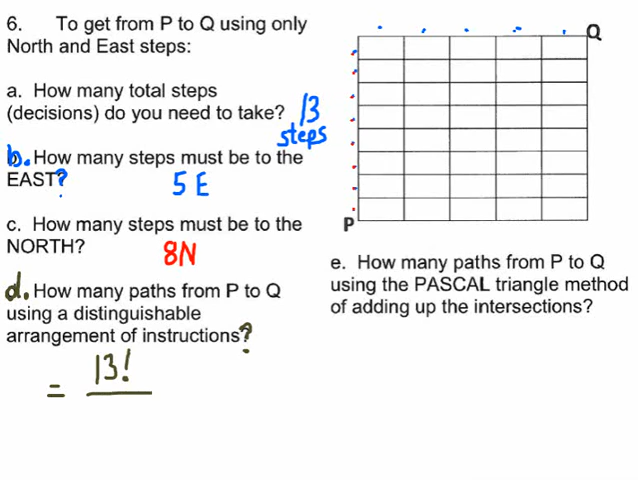 6. To get from P to Q using only
North and East steps:
a. How many total steps
(decisions) do you need to take? 13
steps
b. How many steps must be to the
EAST? 5 E
c. How many steps must be to the
NORTH? 8N
d. How many paths from P to Q
using a distinguishable
arrangement of instructions?
= 13!
Q
P
e. How many paths from P to Q
using the PASCAL triangle method
of adding up the intersections?